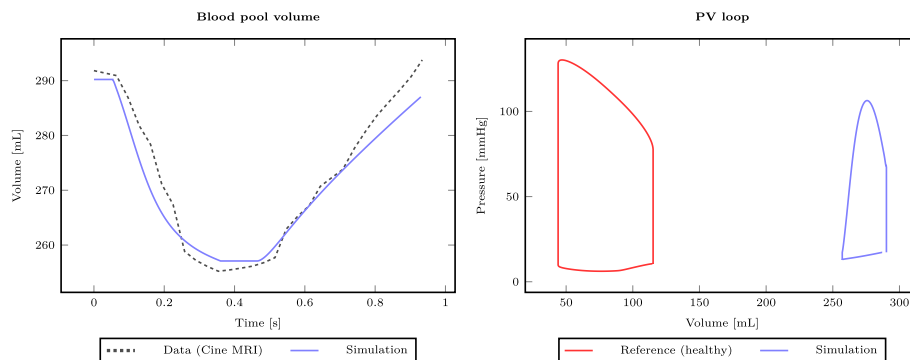 Blood pool volume
290
280
270
260
Volume [mL]
0
0.2
0.4
0.6
0.8
1
Time [s]
Data (Cine MRI)
Simulation
PV loop
100
50
0
Pressure [mmHg]
50
100
150
200
250
300
Volume [mL]
Reference (healthy)
Simulation